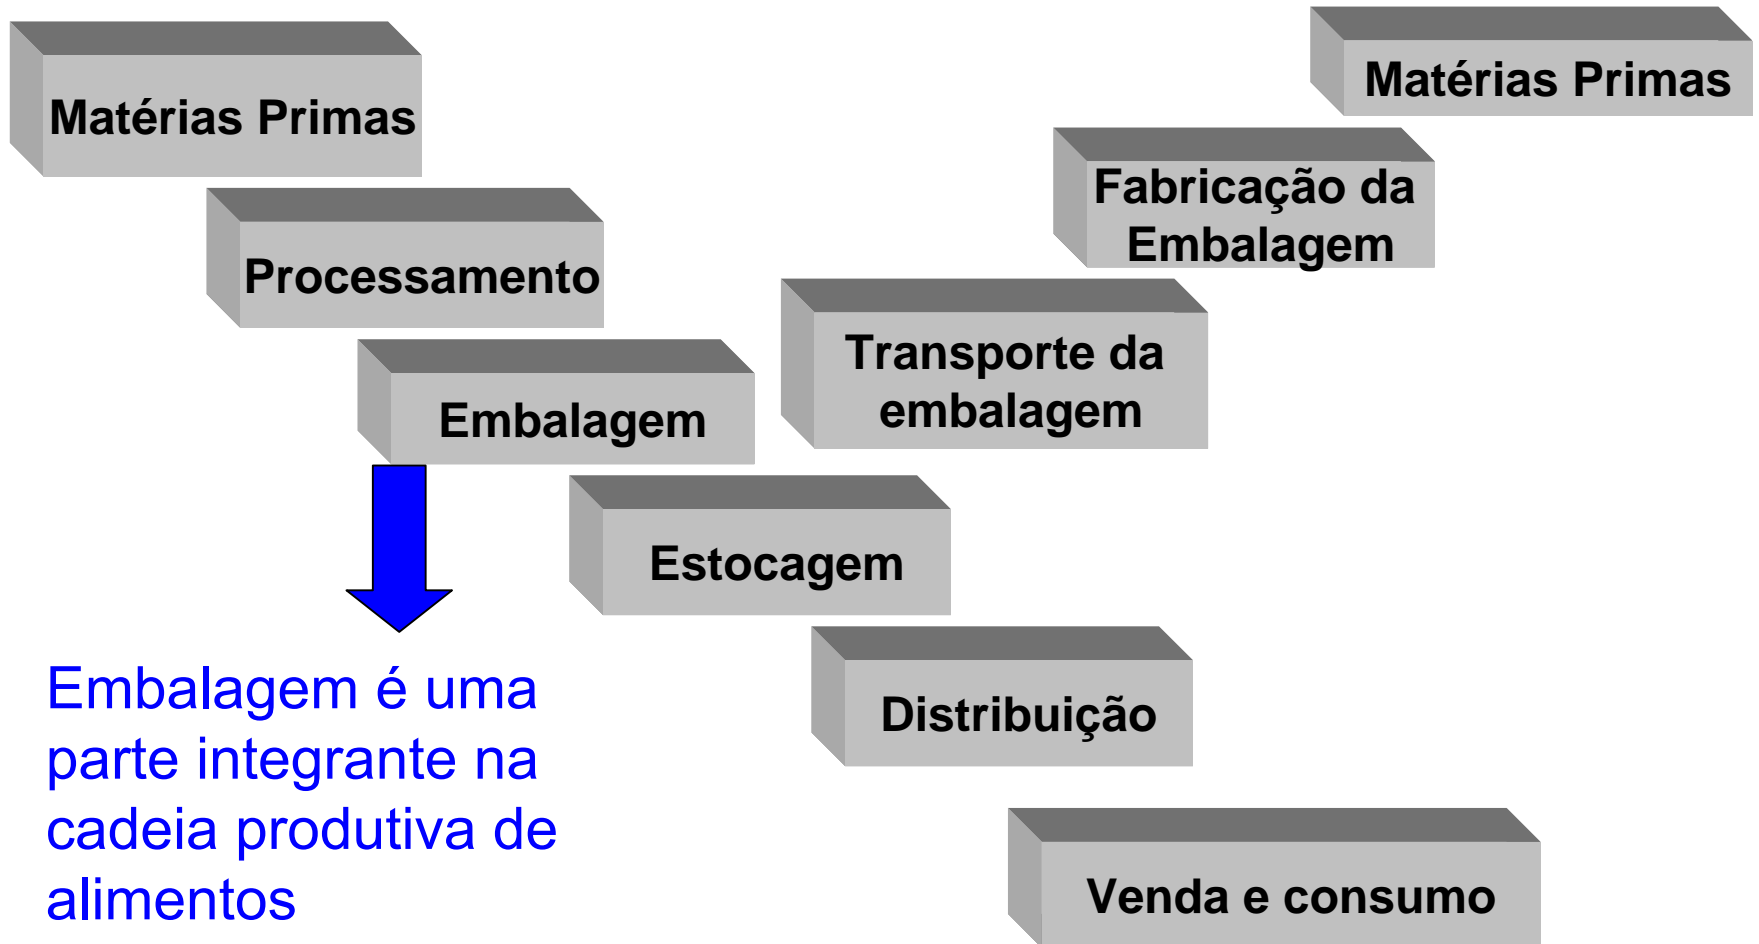 Matérias Primas
Processamento
Embalagem
Estocagem
Distribuição
Venda e consumo
Matérias Primas
Fabricação da
Embalagem
Transporte da
embalagem
Embalagem é uma
parte integrante na
cadeia produtiva de
alimentos